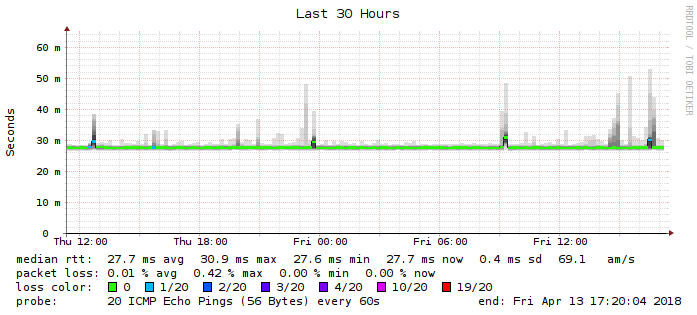 Last 30 Hours
RRDTOOL / TOBI OETIKER
Seconds
60 m
50 m
40 m
30 m
20 m
10 m
0
Thu 12:00 Thu 18:00 Fri 00:00 Fri 06:00 Fri 12:00
median rtt: 27.7 ms avg 30.9 ms max 27.6 ms min 27.7 ms now 0.4 ms sd 69.1 am/s
packet loss: 0.01 % avg 0.42 % max 0.00 % min 0.00 % now
loss color: 0 1/20 2/20 3/20 4/20 10/20 19/20
probe: 20 ICMP Echo Pings (56 Bytes) every 60s end: Fri Apr 13 17:20:04 2018